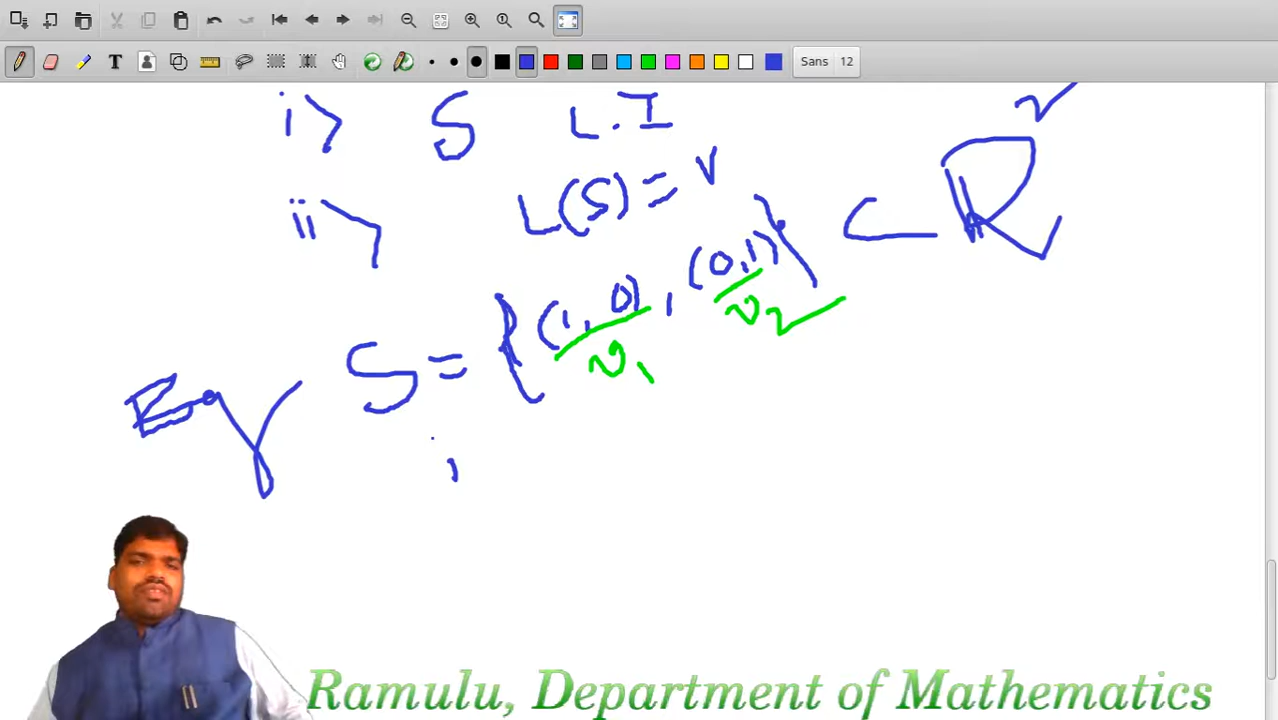 Sans 12
i> S L.I
ii> L(S) = V
Eg S = {(1, 0), (0, 1)} ⊂ R²
v₁ v₂
i
Ramulu, Department of Mathematics